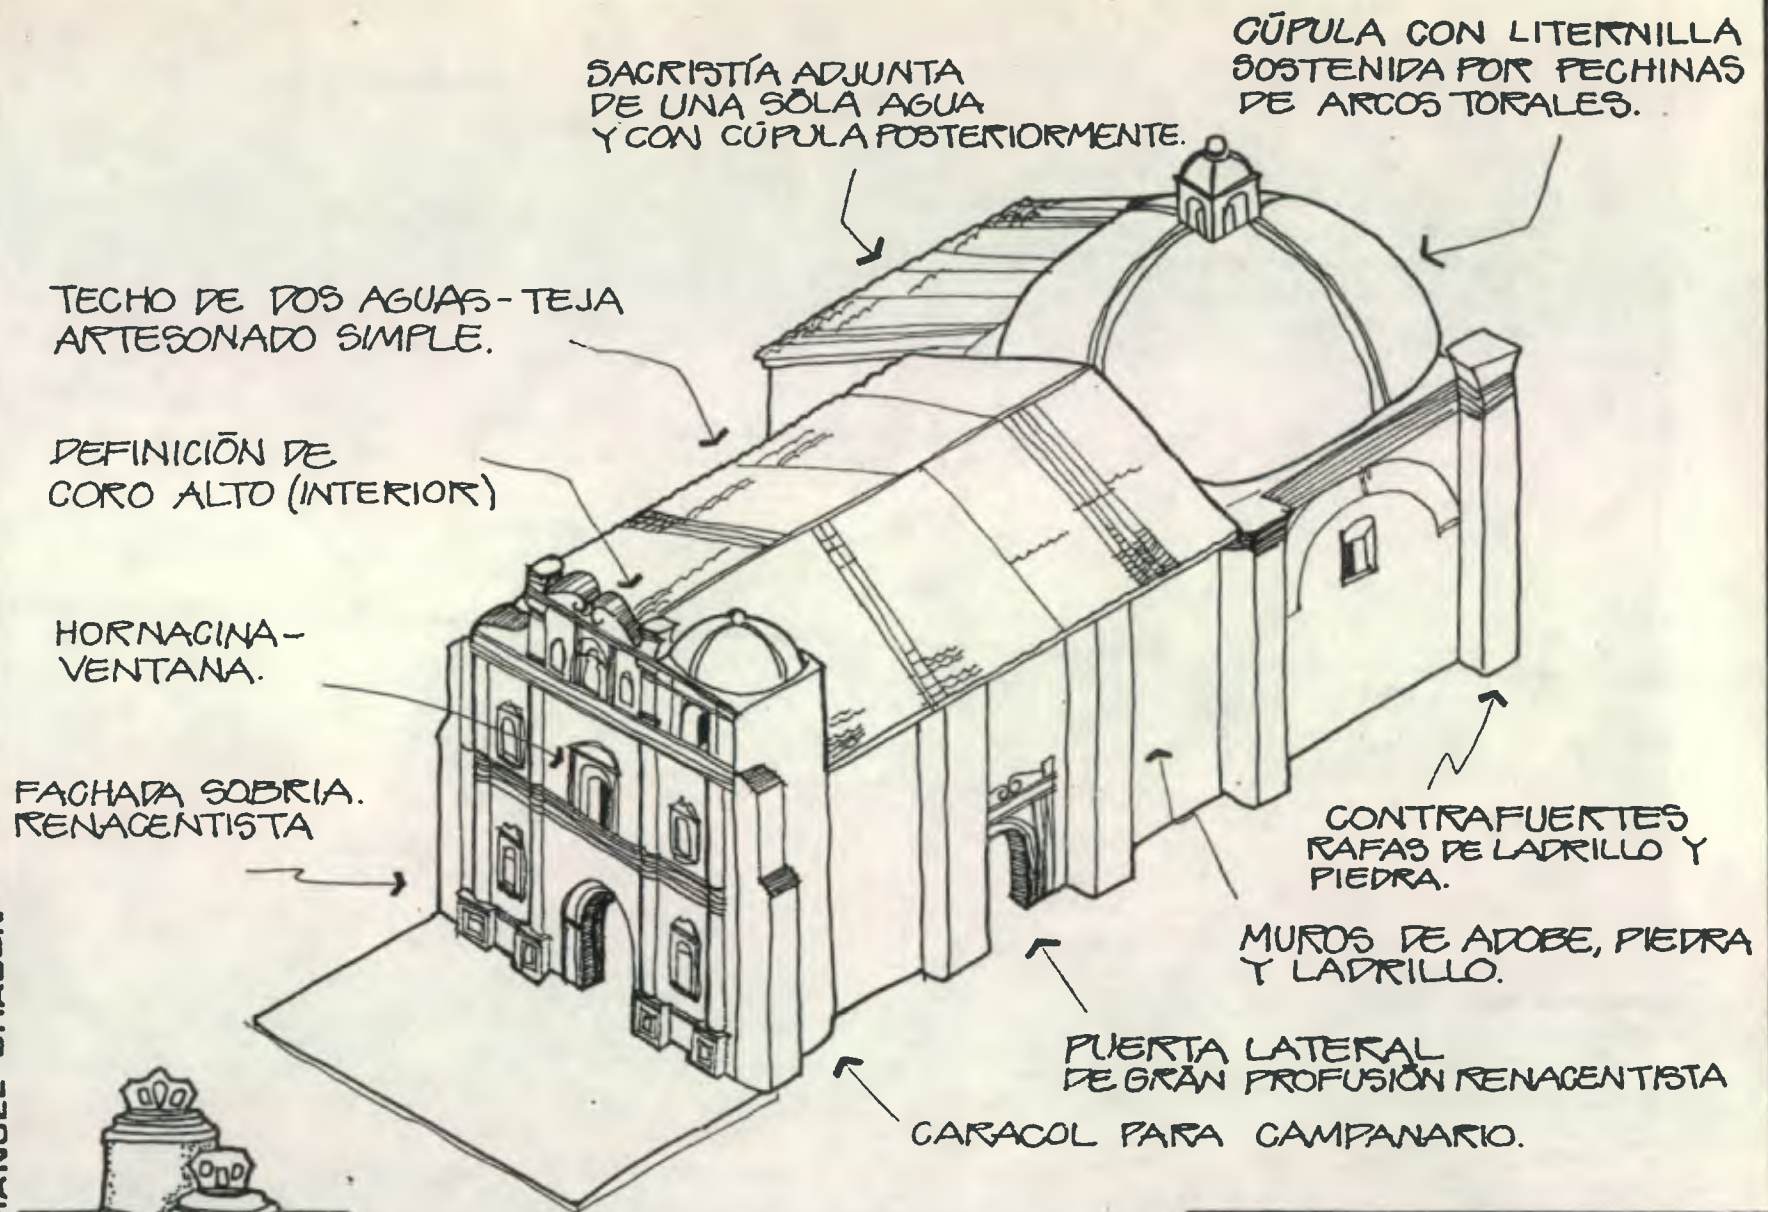 CÚPULA CON LITERNILLA
SOSTENIDA POR PECHINAS
DE ARCOS TORALES.
SACRISTÍA ADJUNTA
DE UNA SÓLA AGUA
Y CON CÚPULA POSTERIORMENTE.
TECHO DE DOS AGUAS-TEJA
ARTESONADO SIMPLE.
DEFINICIÓN DE
CORO ALTO (INTERIOR)
HORNACINA-
VENTANA.
FACHADA SOBRIA.
RENACENTISTA
CONTRAFUERTES
RAFAS DE LADRILLO Y
PIEDRA.
MUROS DE ADOBE, PIEDRA
Y LADRILLO.
PUERTA LATERAL
DE GRÁN PROFUSIÓN RENACENTISTA
CARACOL PARA CAMPANARIO.